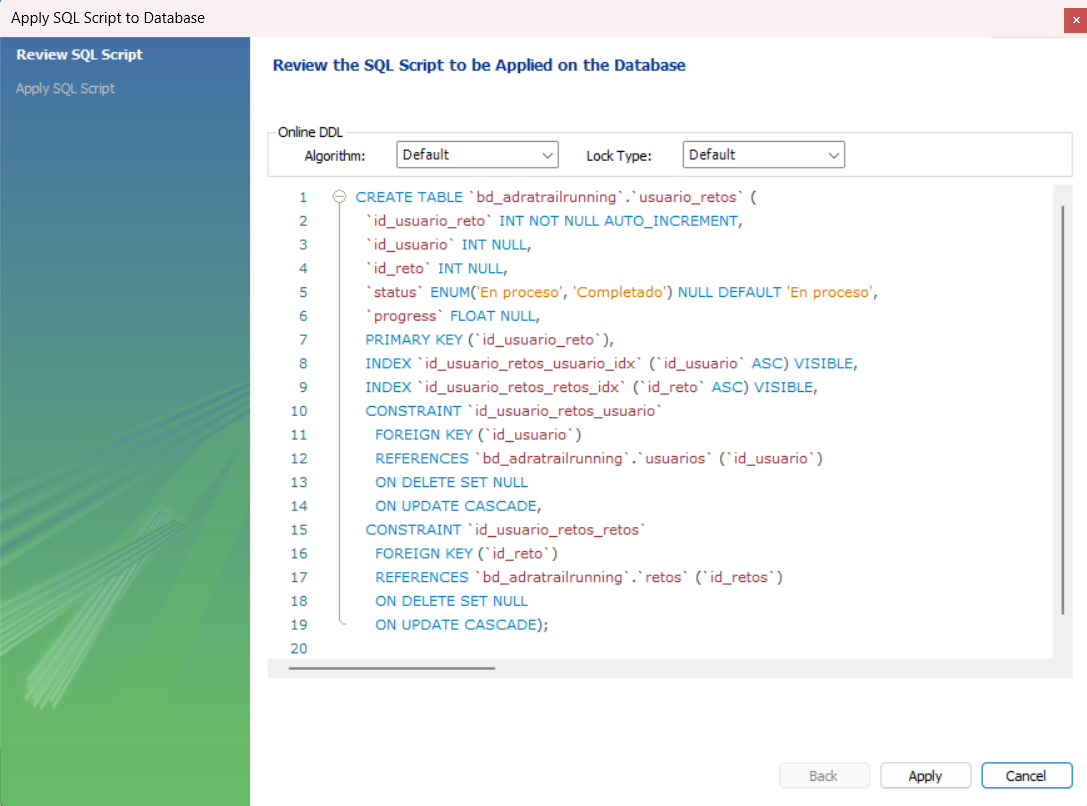 Apply SQL Script to Database
Review SQL Script
Apply SQL Script
Review the SQL Script to be Applied on the Database
Online DDL
Algorithm: Default Lock Type: Default
1 CREATE TABLE `bd_adratrailrunning`.`usuario_retos` (
2 `id_usuario_reto` INT NOT NULL AUTO_INCREMENT,
3 `id_usuario` INT NULL,
4 `id_reto` INT NULL,
5 `status` ENUM('En proceso', 'Completado') NULL DEFAULT 'En proceso',
6 `progress` FLOAT NULL,
7 PRIMARY KEY (`id_usuario_reto`),
8 INDEX `id_usuario_retos_usuario_idx` (`id_usuario` ASC) VISIBLE,
9 INDEX `id_usuario_retos_retos_idx` (`id_reto` ASC) VISIBLE,
10 CONSTRAINT `id_usuario_retos_usuario`
11 FOREIGN KEY (`id_usuario`)
12 REFERENCES `bd_adratrailrunning`.`usuarios` (`id_usuario`)
13 ON DELETE SET NULL
14 ON UPDATE CASCADE,
15 CONSTRAINT `id_usuario_retos_retos`
16 FOREIGN KEY (`id_reto`)
17 REFERENCES `bd_adratrailrunning`.`retos` (`id_retos`)
18 ON DELETE SET NULL
19 ON UPDATE CASCADE);
20
Back Apply Cancel